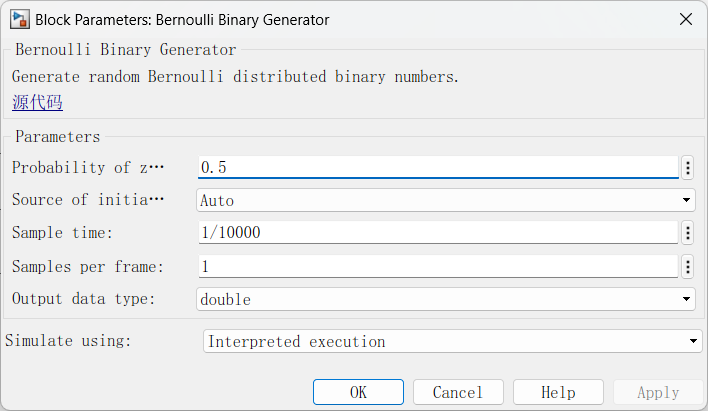 Block Parameters: Bernoulli Binary Generator
Bernoulli Binary Generator
Generate random Bernoulli distributed binary numbers.
源代码
Parameters
Probability of z… 0.5
Source of initia… Auto
Sample time: 1/10000
Samples per frame: 1
Output data type: double
Simulate using: Interpreted execution
OK Cancel Help Apply